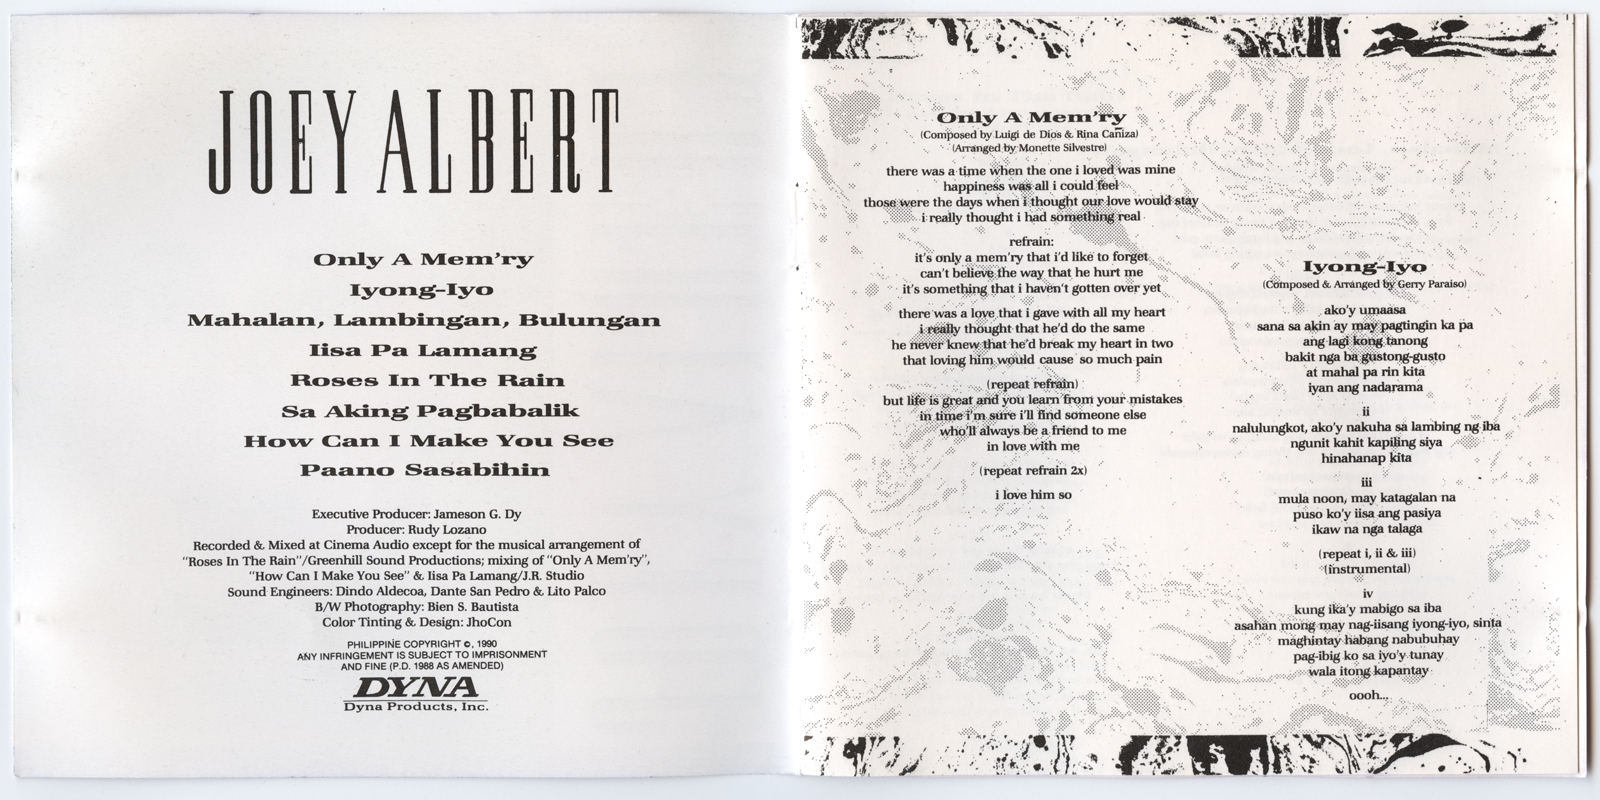 JOEY ALBERT
Only A Mem'ry
Iyong-Iyo
Mahalan, Lambingan, Bulungan
Iisa Pa Lamang
Roses In The Rain
Sa Aking Pagbabalik
How Can I Make You See
Paano Sasabihin
Executive Producer: Jameson G. Dy
Producer: Rudy Lozano
Recorded & Mixed at Cinema Audio except for the musical arrangement of
"Roses In The Rain"/Greenhill Sound Productions; mixing of "Only A Mem'ry",
"How Can I Make You See" & Iisa Pa Lamang/J.R. Studio
Sound Engineers: Dindo Aldecoa, Dante San Pedro & Lito Palco
B/W Photography: Bien S. Bautista
Color Tinting & Design: JhoCon
PHILIPPINE COPYRIGHT ©, 1990
ANY INFRINGEMENT IS SUBJECT TO IMPRISONMENT
AND FINE (P.D. 1988 AS AMENDED)
DYNA
Dyna Products, Inc.
Only A Mem'ry
(Composed by Luigi de Dios & Rina Cañiza)
(Arranged by Monette Silvestre)
there was a time when the one i loved was mine
happiness was all i could feel
those were the days when i thought our love would stay
i really thought i had something real
refrain:
it's only a mem'ry that i'd like to forget
can't believe the way that he hurt me
it's something that i haven't gotten over yet
there was a love that i gave with all my heart
i really thought that he'd do the same
he never knew that he'd break my heart in two
that loving him would cause so much pain
(repeat refrain)
but life is great and you learn from your mistakes
in time i'm sure i'll find someone else
who'll always be a friend to me
in love with me
(repeat refrain 2x)
i love him so
Iyong-Iyo
(Composed & Arranged by Gerry Paraiso)
ako'y umaasa
sana sa akin ay may pagtingin ka pa
ang lagi kong tanong
bakit nga ba gustong-gusto
at mahal pa rin kita
iyan ang nadarama
ii
nalulungkot, ako'y nakuha sa lambing ng iba
ngunit kahit kapiling siya
hinahanap kita
iii
mula noon, may katagalan na
puso ko'y iisa ang pasiya
ikaw na nga talaga
(repeat i, ii & iii)
(instrumental)
iv
kung ika'y mabigo sa iba
asahan mong may nag-iisang iyong-iyo, sinta
maghintay habang nabubuhay
pag-ibig ko sa iyo'y tunay
wala itong kapantay
oooh...